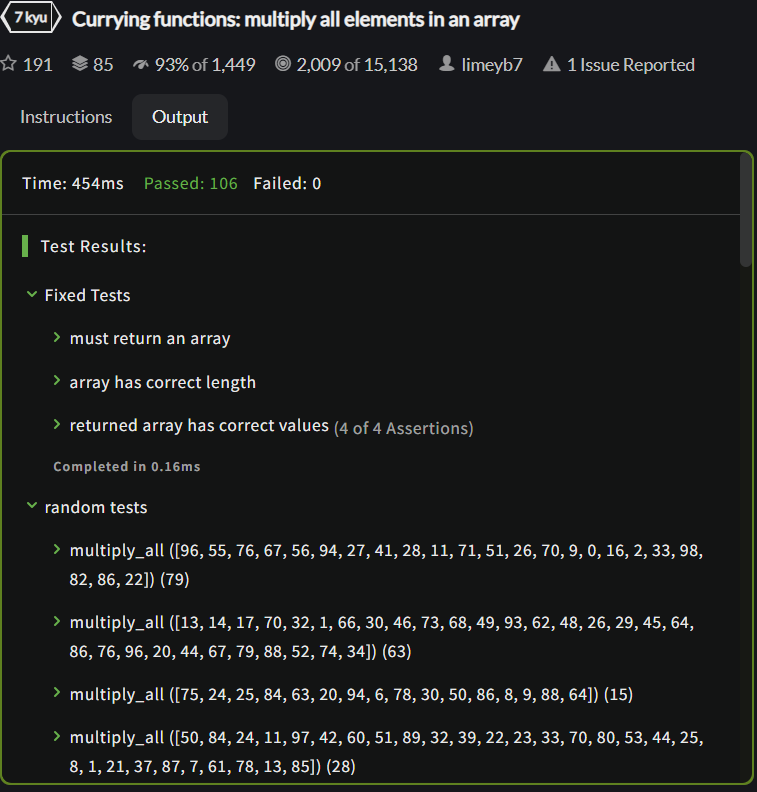 7 kyu Currying functions: multiply all elements in an array
191 85 93% of 1,449 2,009 of 15,138 limeyb7 1 Issue Reported
Instructions Output
Time: 454ms Passed: 106 Failed: 0
Test Results:
Fixed Tests
must return an array
array has correct length
returned array has correct values (4 of 4 Assertions)
Completed in 0.16ms
random tests
multiply_all ([96, 55, 76, 67, 56, 94, 27, 41, 28, 11, 71, 51, 26, 70, 9, 0, 16, 2, 33, 98,
82, 86, 22]) (79)
multiply_all ([13, 14, 17, 70, 32, 1, 66, 30, 46, 73, 68, 49, 93, 62, 48, 26, 29, 45, 64,
86, 76, 96, 20, 44, 67, 79, 88, 52, 74, 34]) (63)
multiply_all ([75, 24, 25, 84, 63, 20, 94, 6, 78, 30, 50, 86, 8, 9, 88, 64]) (15)
multiply_all ([50, 84, 24, 11, 97, 42, 60, 51, 89, 32, 39, 22, 23, 33, 70, 80, 53, 44, 25,
8, 1, 21, 37, 87, 7, 61, 78, 13, 85]) (28)